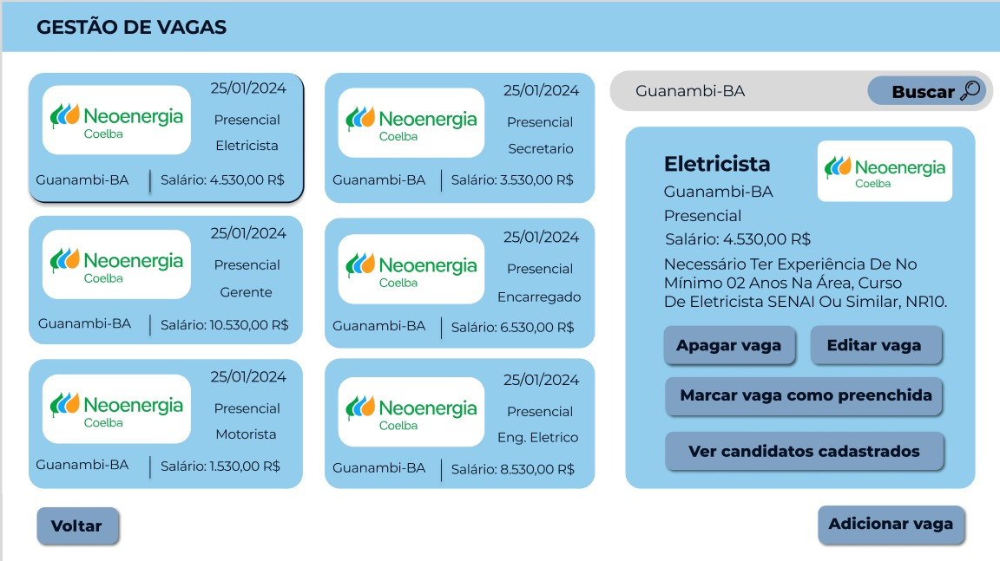 GESTÃO DE VAGAS
Neoenergia
Coelba
25/01/2024
Presencial
Eletricista
Guanambi-BA
Salário: 4.530,00 R$
Neoenergia
Coelba
25/01/2024
Presencial
Secretario
Guanambi-BA
Salário: 3.530,00 R$
Neoenergia
Coelba
25/01/2024
Presencial
Gerente
Guanambi-BA
Salário: 10.530,00 R$
Neoenergia
Coelba
25/01/2024
Presencial
Encarregado
Guanambi-BA
Salário: 6.530,00 R$
Neoenergia
Coelba
25/01/2024
Presencial
Motorista
Guanambi-BA
Salário: 1.530,00 R$
Neoenergia
Coelba
25/01/2024
Presencial
Eng. Eletrico
Guanambi-BA
Salário: 8.530,00 R$
Guanambi-BA
Buscar
Eletricista
Neoenergia
Coelba
Guanambi-BA
Presencial
Salário: 4.530,00 R$
Necessário Ter Experiência De No
Mínimo 02 Anos Na Área, Curso
De Eletricista SENAI Ou Similar, NR10.
Apagar vaga
Editar vaga
Marcar vaga como preenchida
Ver candidatos cadastrados
Voltar
Adicionar vaga